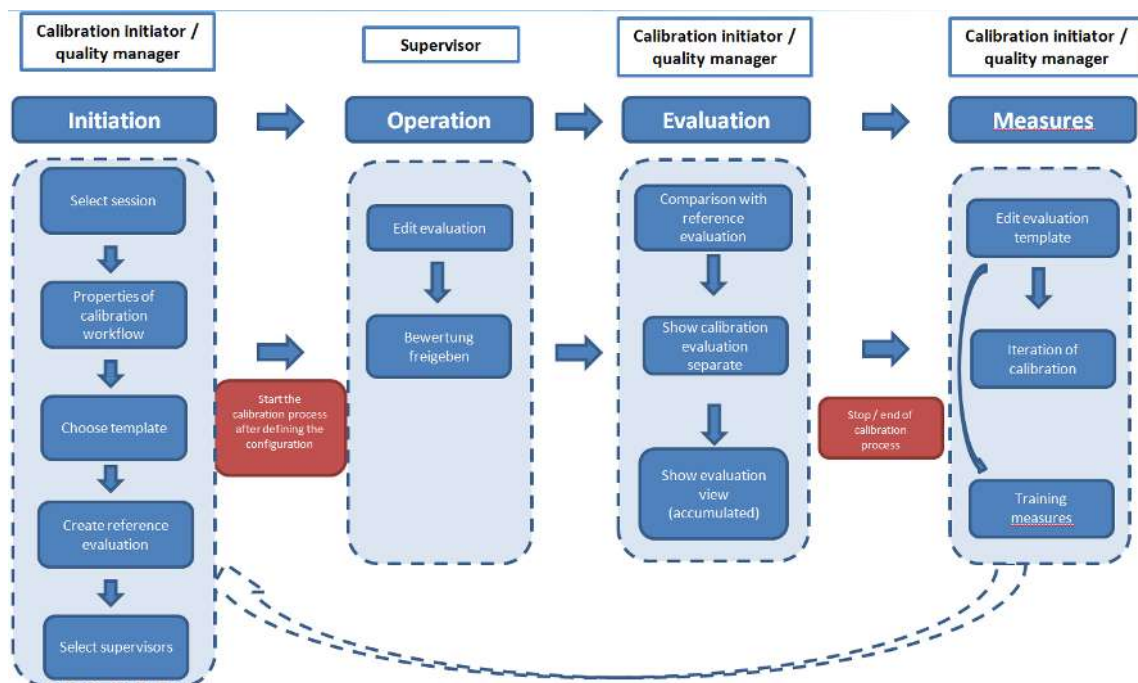 Calibration initiator /
quality manager
Supervisor
Calibration initiator /
quality manager
Calibration initiator /
quality manager
Initiation
Operation
Evaluation
Measures
Select session
Properties of
calibration
workflow
Choose template
Create reference
evaluation
Select supervisors
Start the
calibration process
after defining the
configuration
Edit evaluation
Bewertung
freigeben
Comparison with
reference
evaluation
Show calibration
evaluation
separate
Show evaluation
view
(accumulated)
Stop / end of
calibration
process
Edit evaluation
template
Iteration of
calibration
Training
measures